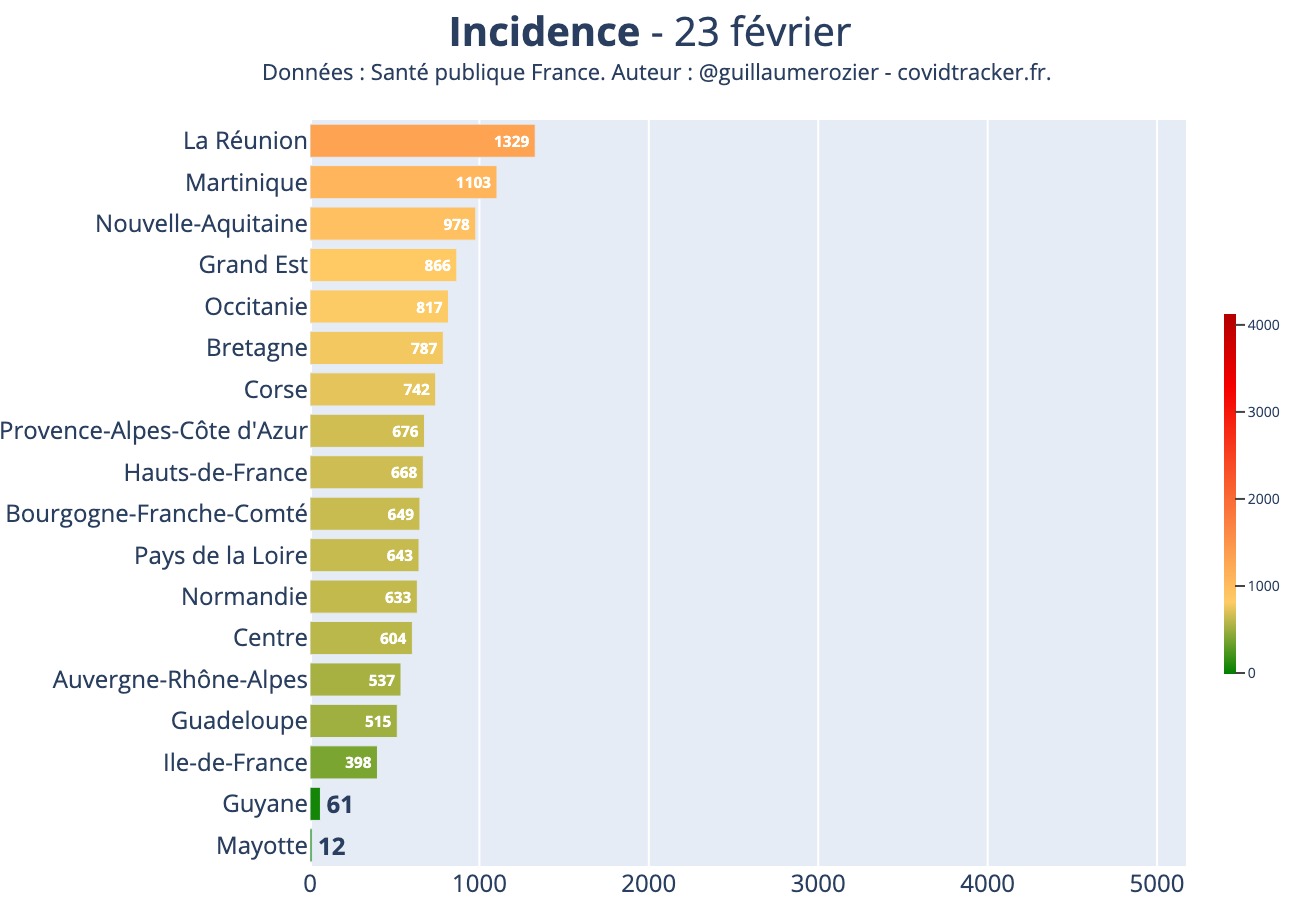 Incidence - 23 février
Données : Santé publique France. Auteur : @guillaumerozier - covidtracker.fr.
La Réunion 1329
Martinique 1103
Nouvelle-Aquitaine 978
Grand Est 866
Occitanie 817
Bretagne 787
Corse 742
Provence-Alpes-Côte d'Azur 676
Hauts-de-France 668
Bourgogne-Franche-Comté 649
Pays de la Loire 643
Normandie 633
Centre 604
Auvergne-Rhône-Alpes 537
Guadeloupe 515
Ile-de-France 398
Guyane 61
Mayotte 12
0 1000 2000 3000 4000 5000
4000
3000
2000
1000
0